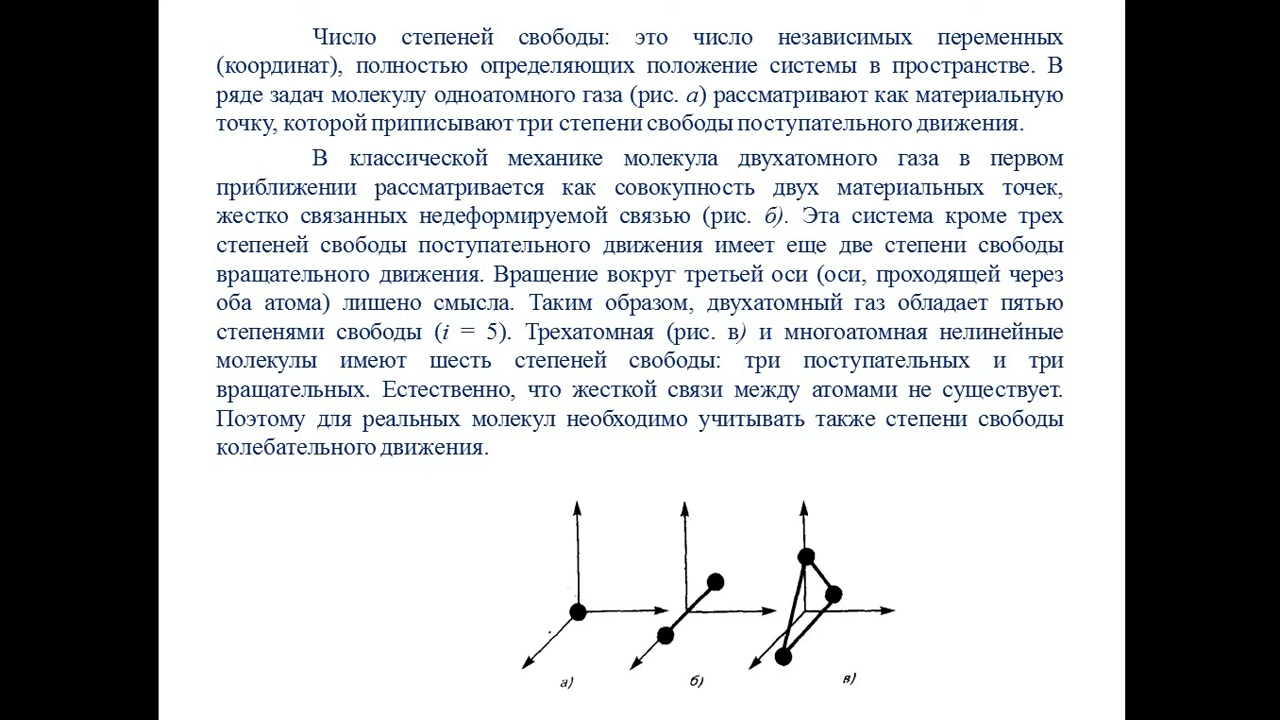 Число степеней свободы: это число независимых переменных
(координат), полностью определяющих положение системы в пространстве. В
ряде задач молекулу одноатомного газа (рис. а) рассматривают как материальную
точку, которой приписывают три степени свободы поступательного движения.
В классической механике молекула двухатомного газа в первом
приближении рассматривается как совокупность двух материальных точек,
жестко связанных недеформируемой связью (рис. б). Эта система кроме трех
степеней свободы поступательного движения имеет еще две степени свободы
вращательного движения. Вращение вокруг третьей оси (оси, проходящей через
оба атома) лишено смысла. Таким образом, двухатомный газ обладает пятью
степенями свободы (i = 5). Трехатомная (рис. в) и многоатомная нелинейные
молекулы имеют шесть степеней свободы: три поступательных и три
вращательных. Естественно, что жесткой связи между атомами не существует.
Поэтому для реальных молекул необходимо учитывать также степени свободы
колебательного движения.
а) б) в)